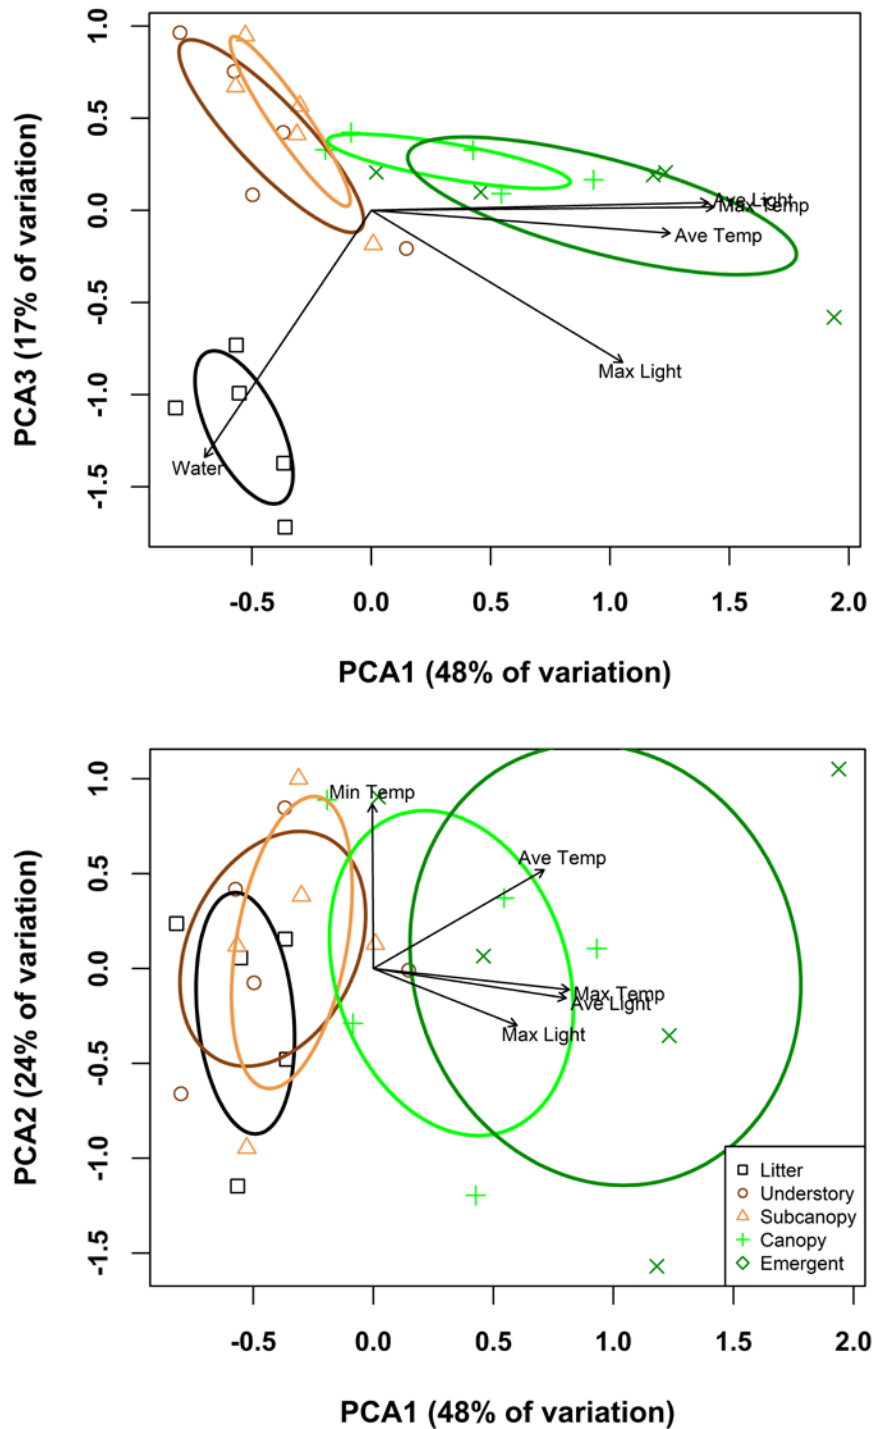 PCA3 (17% of variation)
1.0
0.5
0.0
-0.5
-1.0
-1.5
Ave Light
Max Temp
Ave Temp
Max Light
Water
-0.5 0.0 0.5 1.0 1.5 2.0
PCA1 (48% of variation)
PCA2 (24% of variation)
1.0
0.5
0.0
-0.5
-1.0
-1.5
Min Temp
Ave Temp
Max Temp
Ave Light
Max Light
Litter
Understory
Subcanopy
Canopy
Emergent
-0.5 0.0 0.5 1.0 1.5 2.0
PCA1 (48% of variation)